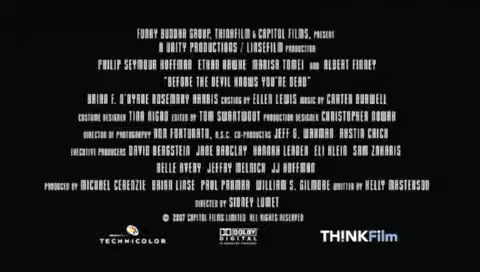 FUNKY BUDDHA GROUP, THINKFILM & CAPITOL FILMS, PRESENT
A UNITY PRODUCTIONS / LINSEFILM PRODUCTION
PHILIP SEYMOUR HOFFMAN ETHAN HAWKE MARISA TOMEI AND ALBERT FINNEY
"BEFORE THE DEVIL KNOWS YOU'RE DEAD"
BRIAN F. O'BYRNE ROSEMARY HARRIS CASTING BY ELLEN LEWIS MUSIC BY CARTER BURWELL
COSTUME DESIGNER TINA NIGRO EDITED BY TOM SWARTWOUT PRODUCTION DESIGNER CHRISTOPHER NOWAK
DIRECTOR OF PHOTOGRAPHY RON FORTUNATO, A.S.C. CO-PRODUCERS JEFF G. WAXMAN AUSTIN CHICK
EXECUTIVE PRODUCERS DAVID BERGSTEIN JANE BARCLAY HANNAH LEADER ELI KLEIN SAM ZAHARIS
BELLE AVERY JEFFRY MELNICK JJ HOFFMAN
PRODUCED BY MICHAEL CERENZIE BRIAN LINSE PAUL PARMAR WILLIAM S. GILMORE WRITTEN BY KELLY MASTERSON
DIRECTED BY SIDNEY LUMET
© 2007 CAPITOL FILMS LIMITED ALL RIGHTS RESERVED
TECHNICOLOR DOLBY DIGITAL TH!NKFilm